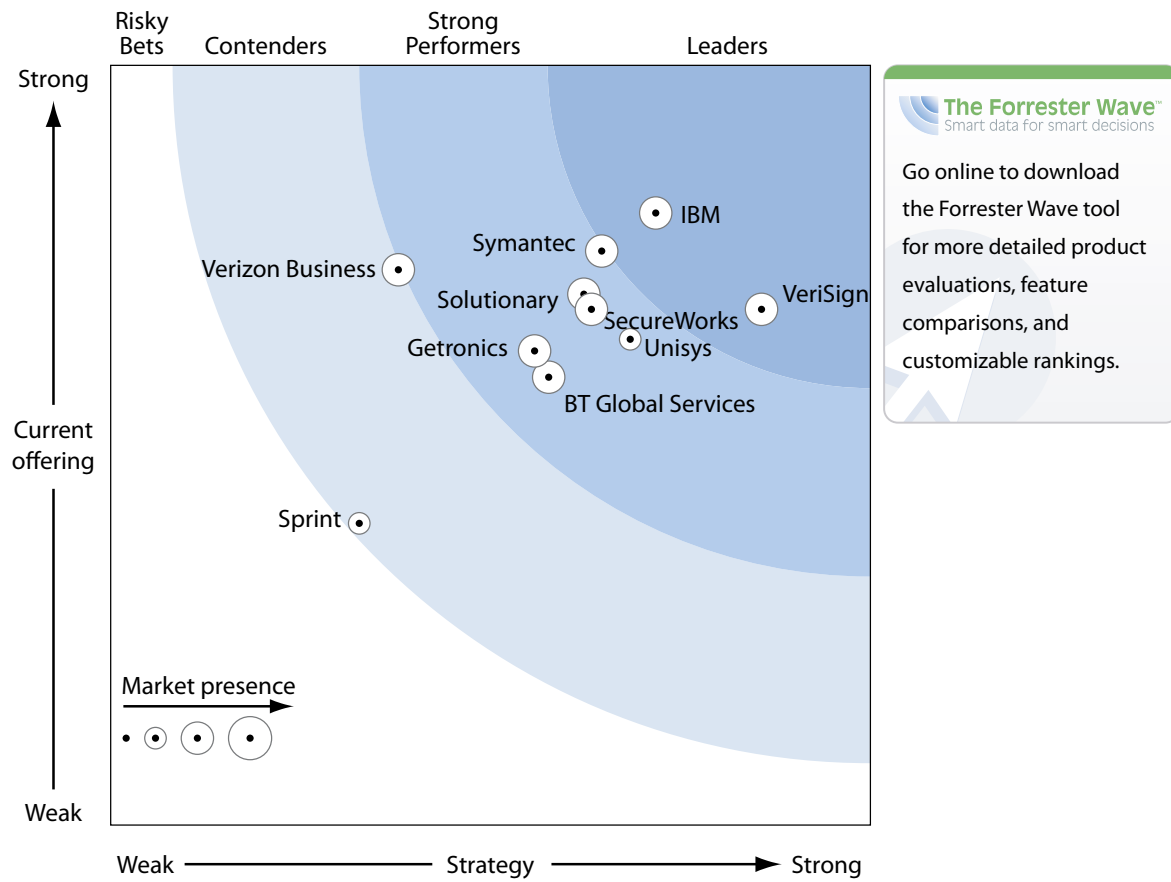 Risky
Bets
Contenders
Strong
Performers
Leaders
Strong
The Forrester Wave™
Smart data for smart decisions
Go online to download
the Forrester Wave tool
for more detailed product
evaluations, feature
comparisons, and
customizable rankings.
IBM
Symantec
Verizon Business
Solutionary
VeriSign
SecureWorks
Unisys
Getronics
BT Global Services
Current
offering
Sprint
Market presence
Weak
Weak
Strategy
Strong